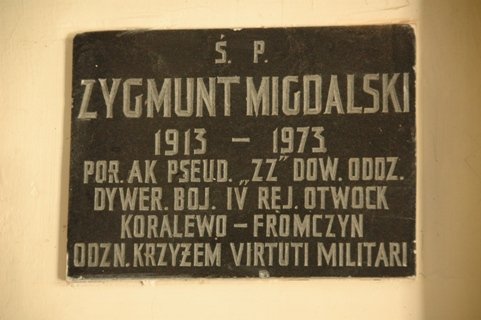 Ś. P.
ZYGMUNT MIGDALSKI
1913 – 1973
POR. AK PSEUD. „ZZ” DOW. ODDZ.
DYWER. BOJ. IV REJ. OTWOCK
KORALEWO – FROMCZYN
ODZN. KRZYŻEM VIRTUTI MILITARI